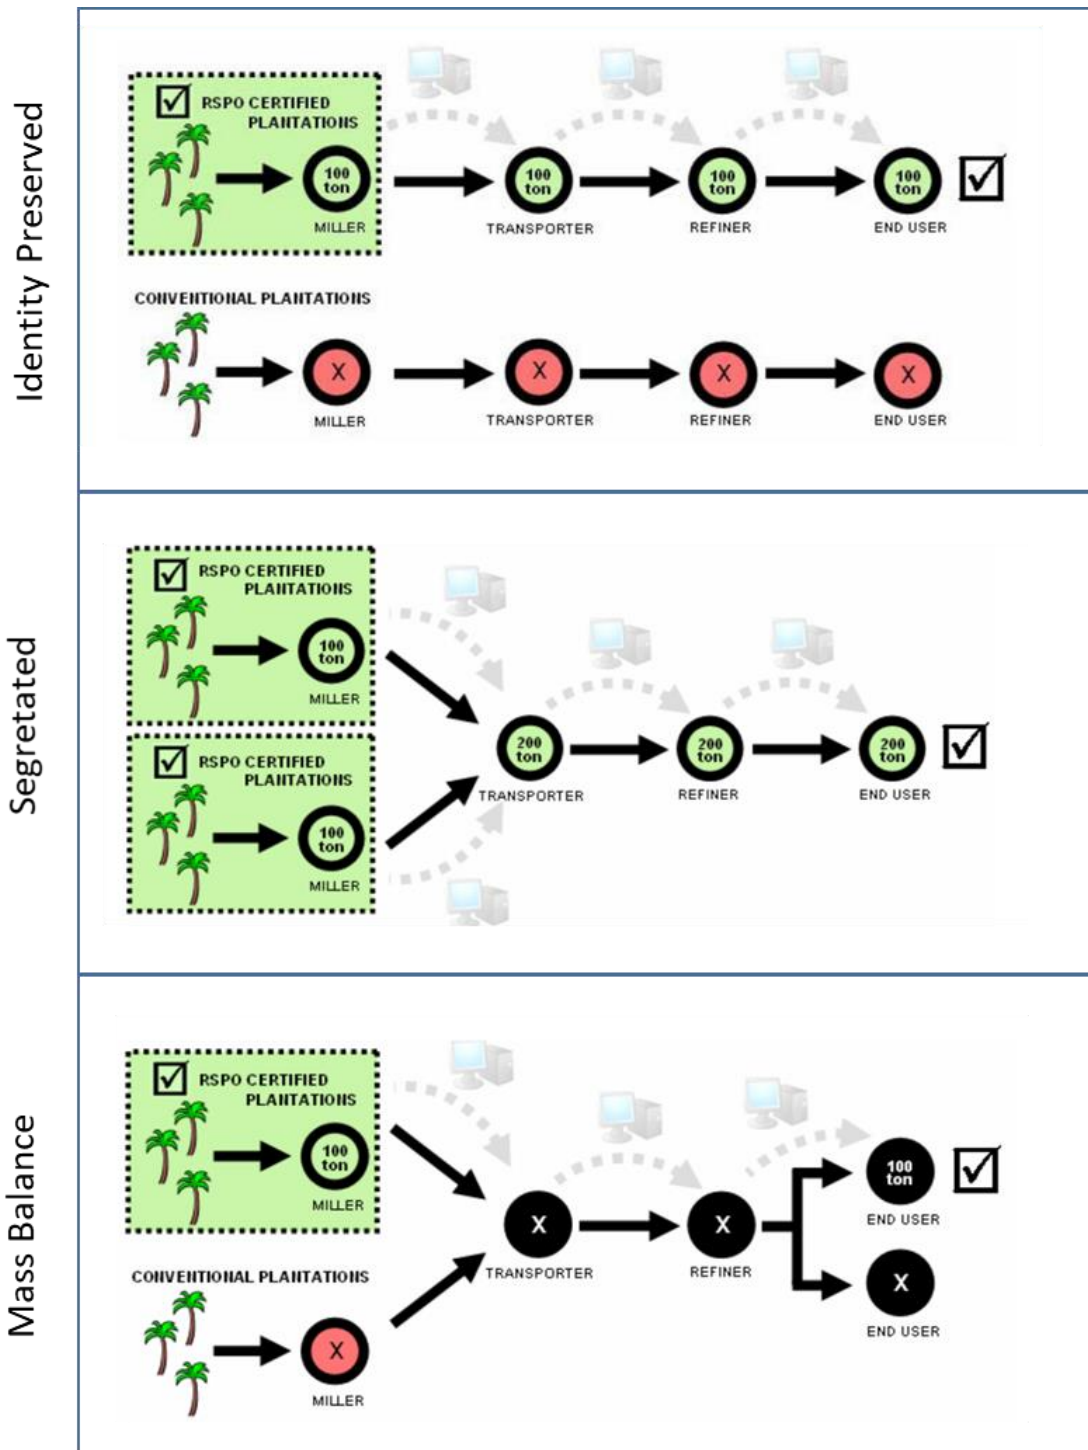 Identity Preserved
RSPO CERTIFIED
PLANTATIONS
100
ton
MILLER
100
ton
TRANSPORTER
100
ton
REFINER
100
ton
END USER
CONVENTIONAL PLANTATIONS
X
MILLER
X
TRANSPORTER
X
REFINER
X
END USER
Segretated
RSPO CERTIFIED
PLANTATIONS
100
ton
MILLER
RSPO CERTIFIED
PLANTATIONS
100
ton
MILLER
200
ton
TRANSPORTER
200
ton
REFINER
200
ton
END USER
Mass Balance
RSPO CERTIFIED
PLANTATIONS
100
ton
MILLER
CONVENTIONAL PLANTATIONS
X
MILLER
X
TRANSPORTER
X
REFINER
100
ton
END USER
X
END USER